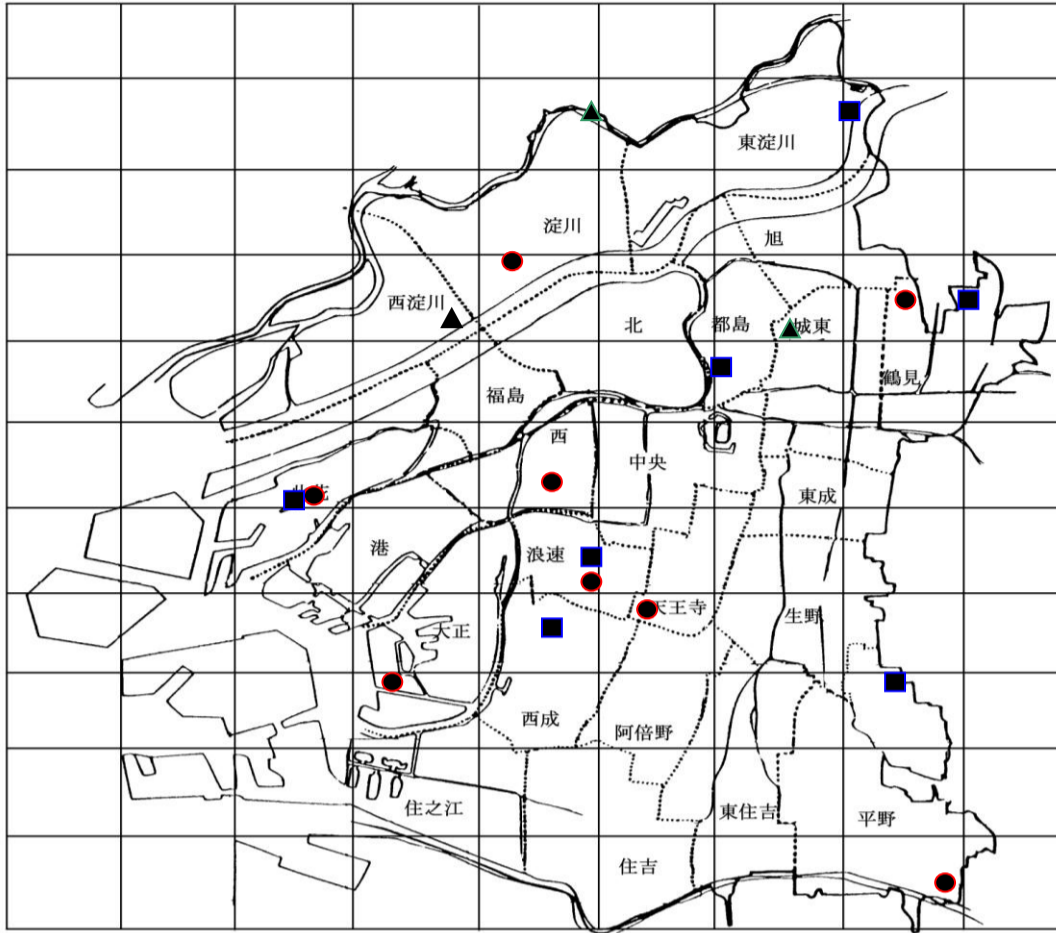 東淀川
淀川
旭
西淀川
北
都島
城東
鶴見
福島
西
中央
東成
港
浪速
天王寺
生野
大正
西成
阿倍野
住之江
東住吉
平野
住吉